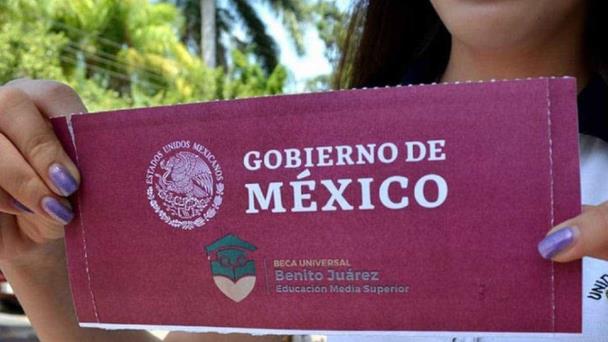 ESTADOS UNIDOS MEXICANOS
GOBIERNO DE
MÉXICO
BECA UNIVERSAL
Benito Juárez
Educación Media Superior